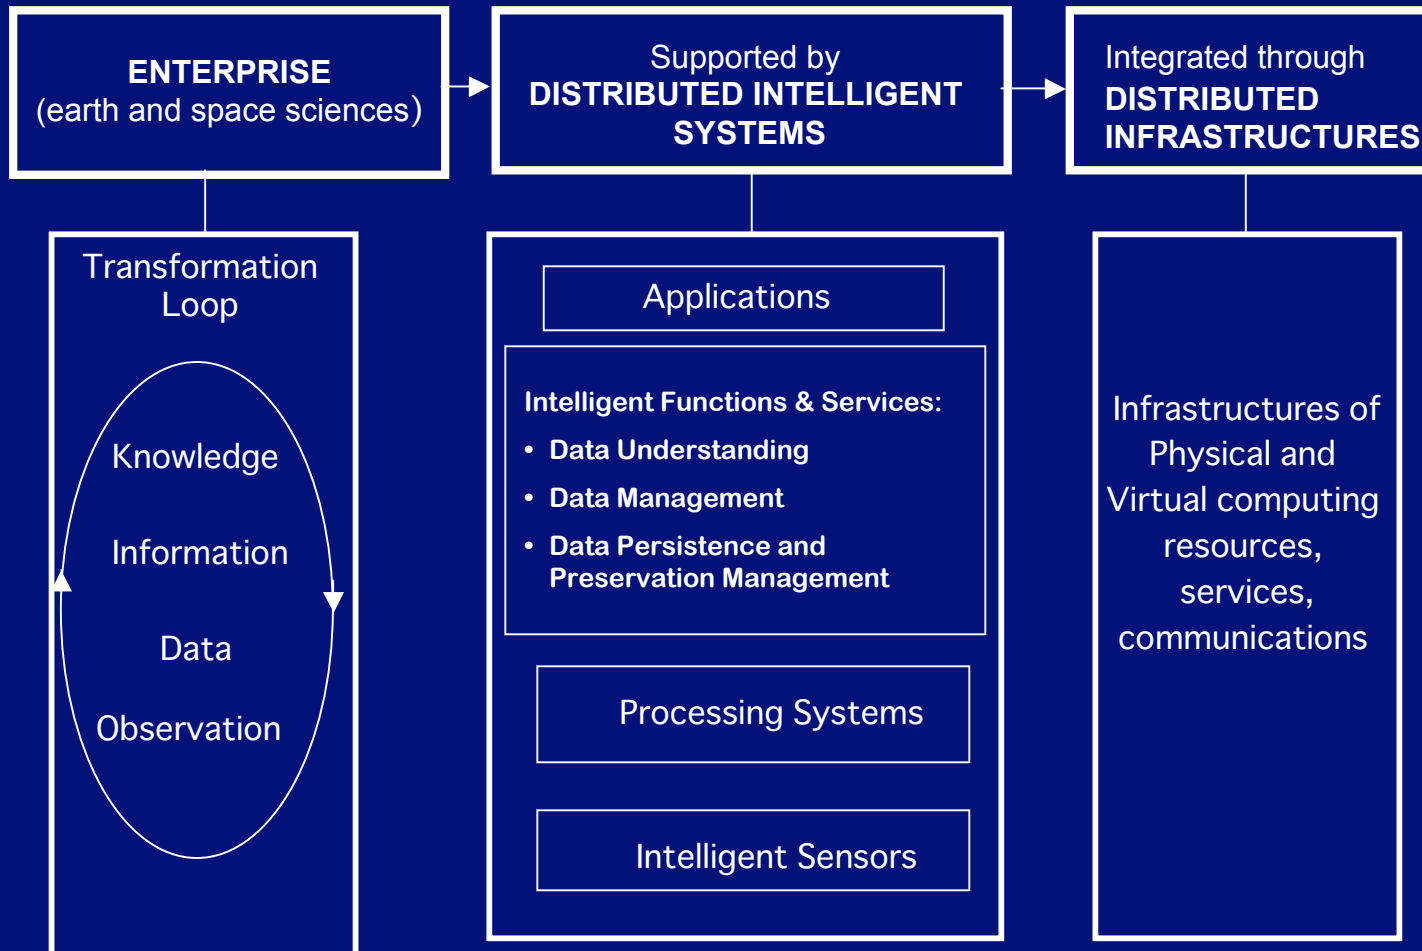 ENTERPRISE
(earth and space sciences)
Supported by
DISTRIBUTED INTELLIGENT
SYSTEMS
Integrated through
DISTRIBUTED
INFRASTRUCTURES
Transformation
Loop
Knowledge
Information
Data
Observation
Applications
Intelligent Functions & Services:
• Data Understanding
• Data Management
• Data Persistence and
Preservation Management
Processing Systems
Intelligent Sensors
Infrastructures of
Physical and
Virtual computing
resources,
services,
communications